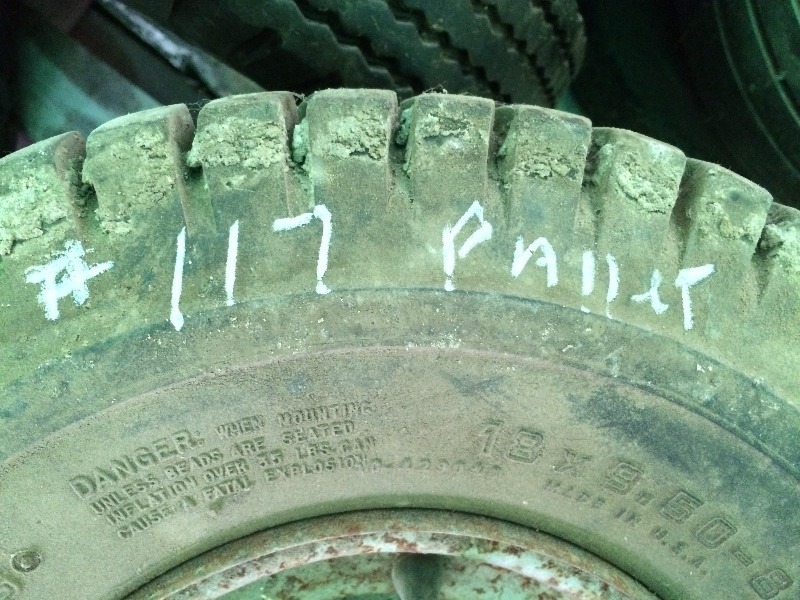 # 117 PAllET
DANGER. WHEN MOUNTING
UNLESS BEADS ARE SEATED
INFLATION OVER 35 LBS. CAN
CAUSE A FATAL EXPLOSION
18 X 9.50-8
MADE IN U.S.A.